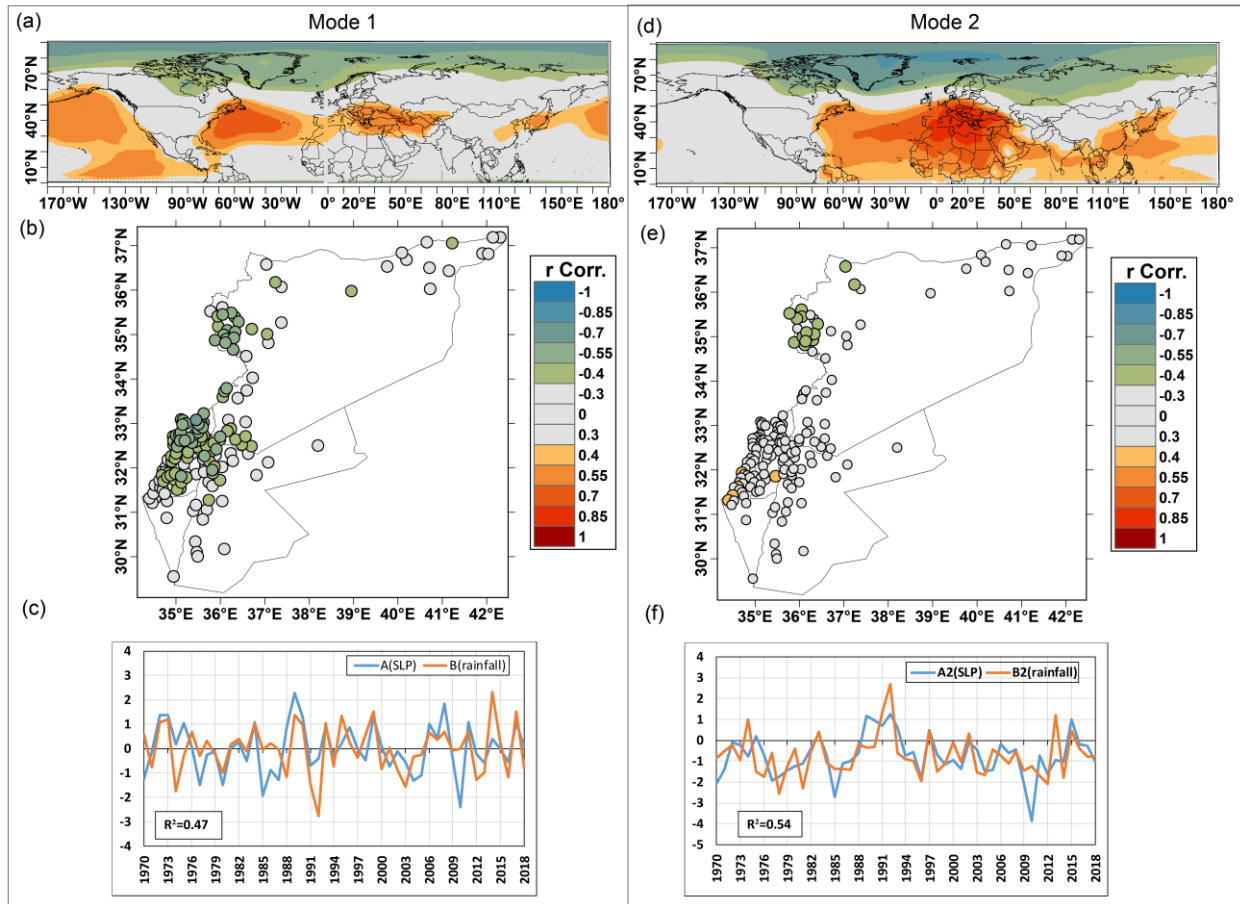 (a)
Mode 1
70°N
40°N
10°N
170°W
130°W
90°W
60°W
30°W
0°
20°E
50°E
80°E
110°E
150°E
180°
(b)
37°N
36°N
35°N
34°N
33°N
32°N
31°N
30°N
35°E
36°E
37°E
38°E
39°E
40°E
41°E
42°E
r Corr.
-1
-0.85
-0.7
-0.55
-0.4
-0.3
0
0.3
0.4
0.55
0.7
0.85
1
(c)
A(SLP)
B(rainfall)
4
3
2
1
0
-1
-2
-3
-4
R²=0.47
1970
1973
1976
1979
1982
1985
1988
1991
1994
1997
2000
2003
2006
2009
2012
2015
2018
(d)
Mode 2
70°N
40°N
10°N
170°W
130°W
90°W
60°W
30°W
0°
20°E
50°E
80°E
110°E
150°E
180°
(e)
37°N
36°N
35°N
34°N
33°N
32°N
31°N
30°N
35°E
36°E
37°E
38°E
39°E
40°E
41°E
42°E
r Corr.
-1
-0.85
-0.7
-0.55
-0.4
-0.3
0
0.3
0.4
0.55
0.7
0.85
1
(f)
A2(SLP)
B2(rainfall)
4
3
2
1
0
-1
-2
-3
-4
-5
R²=0.54
1970
1973
1976
1979
1982
1985
1988
1991
1994
1997
2000
2003
2006
2009
2012
2015
2018